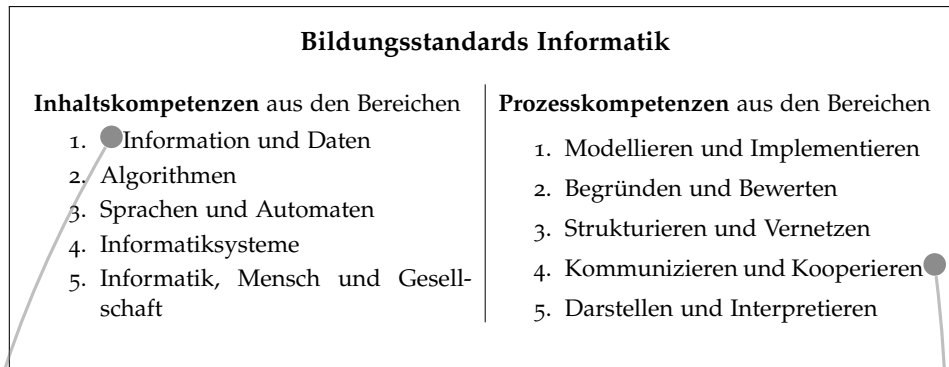 Bildungsstandards Informatik
Inhaltskompetenzen aus den Bereichen
1. Information und Daten
2. Algorithmen
3. Sprachen und Automaten
4. Informatiksysteme
5. Informatik, Mensch und Gesell-
schaft
Prozesskompetenzen aus den Bereichen
1. Modellieren und Implementieren
2. Begründen und Bewerten
3. Strukturieren und Vernetzen
4. Kommunizieren und Kooperieren
5. Darstellen und Interpretieren